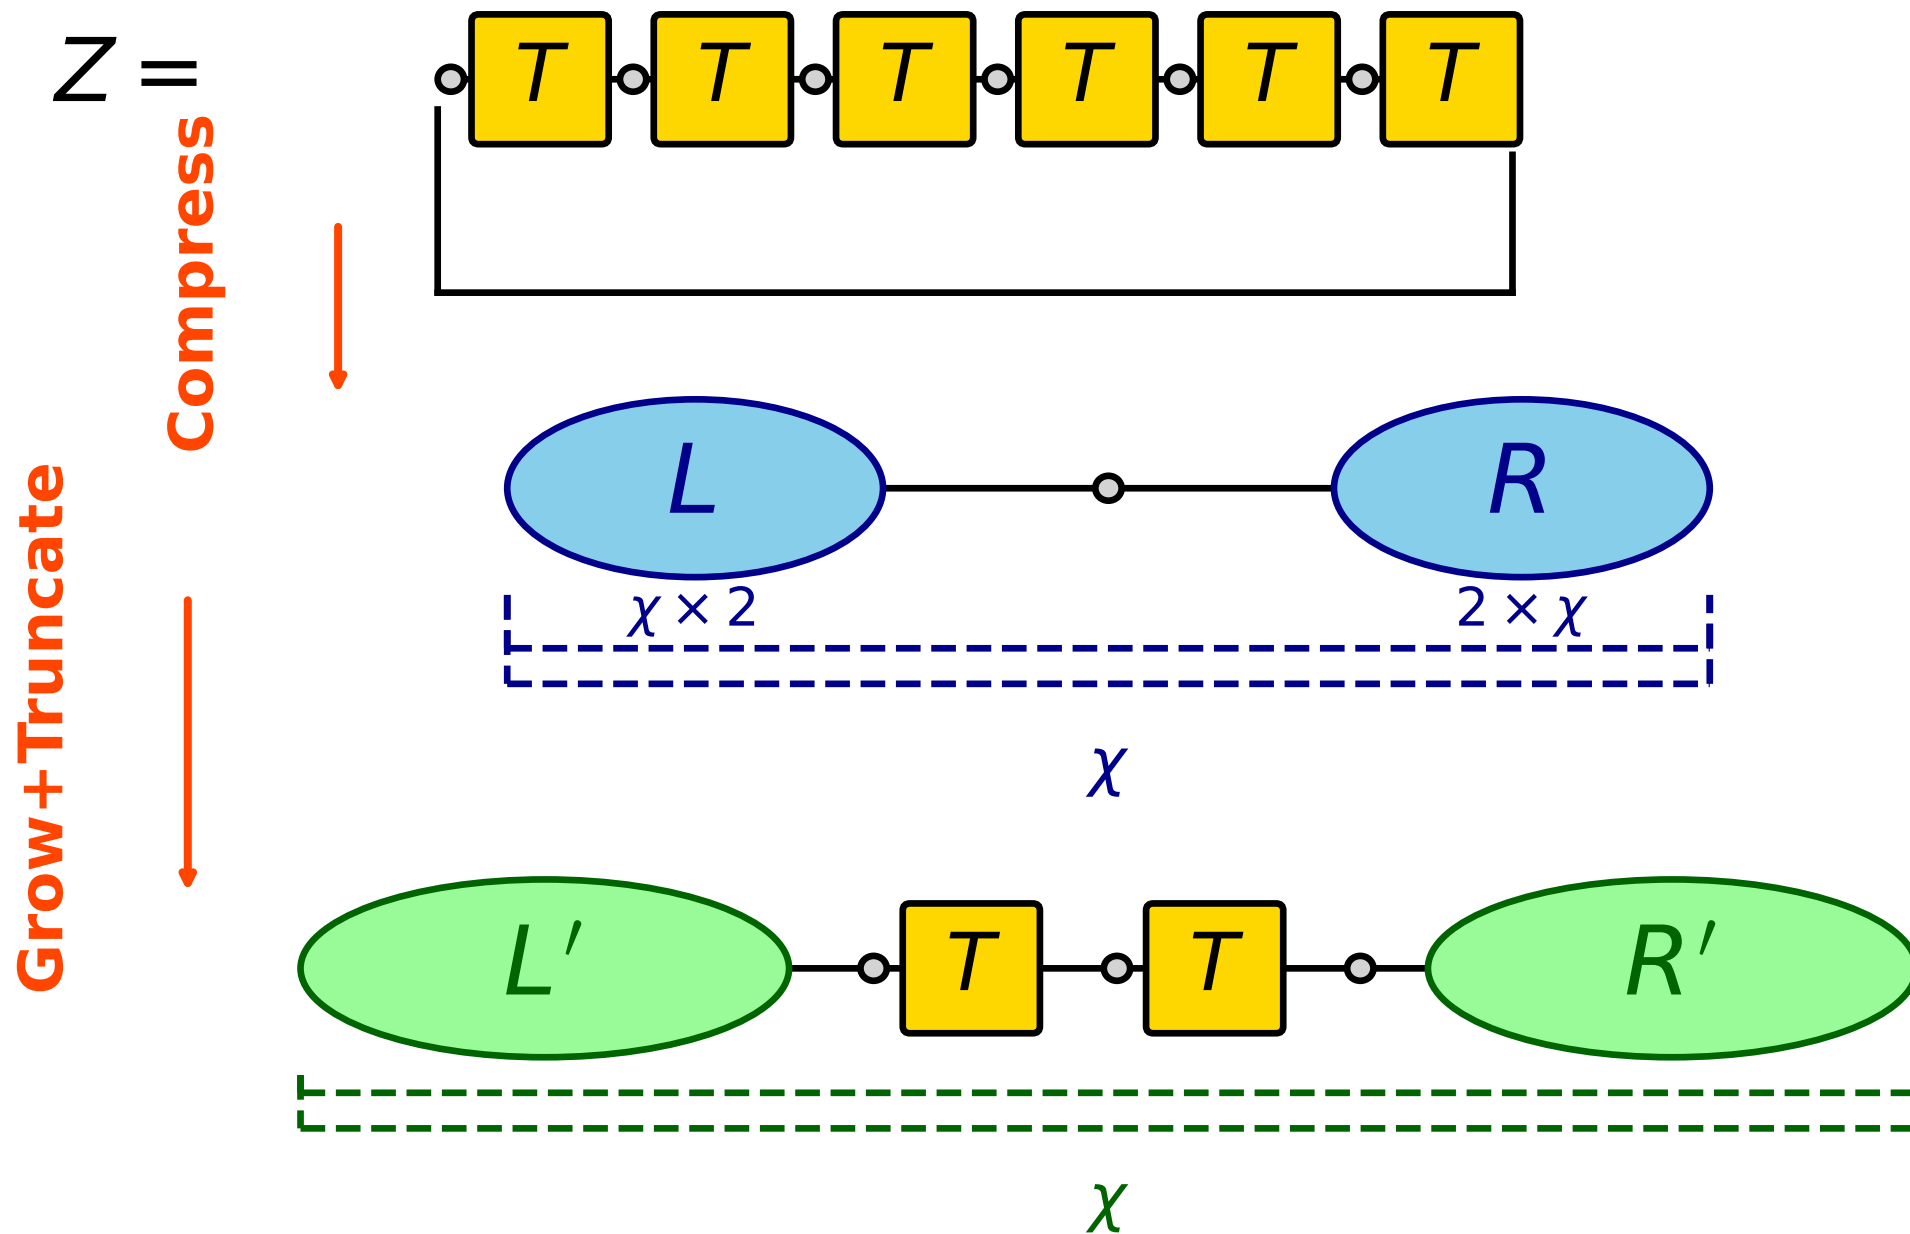 Z =
T T T T T T
Compress
L R
χ × 2 2 × χ
χ
Grow+Truncate
L′ T T R′
χ